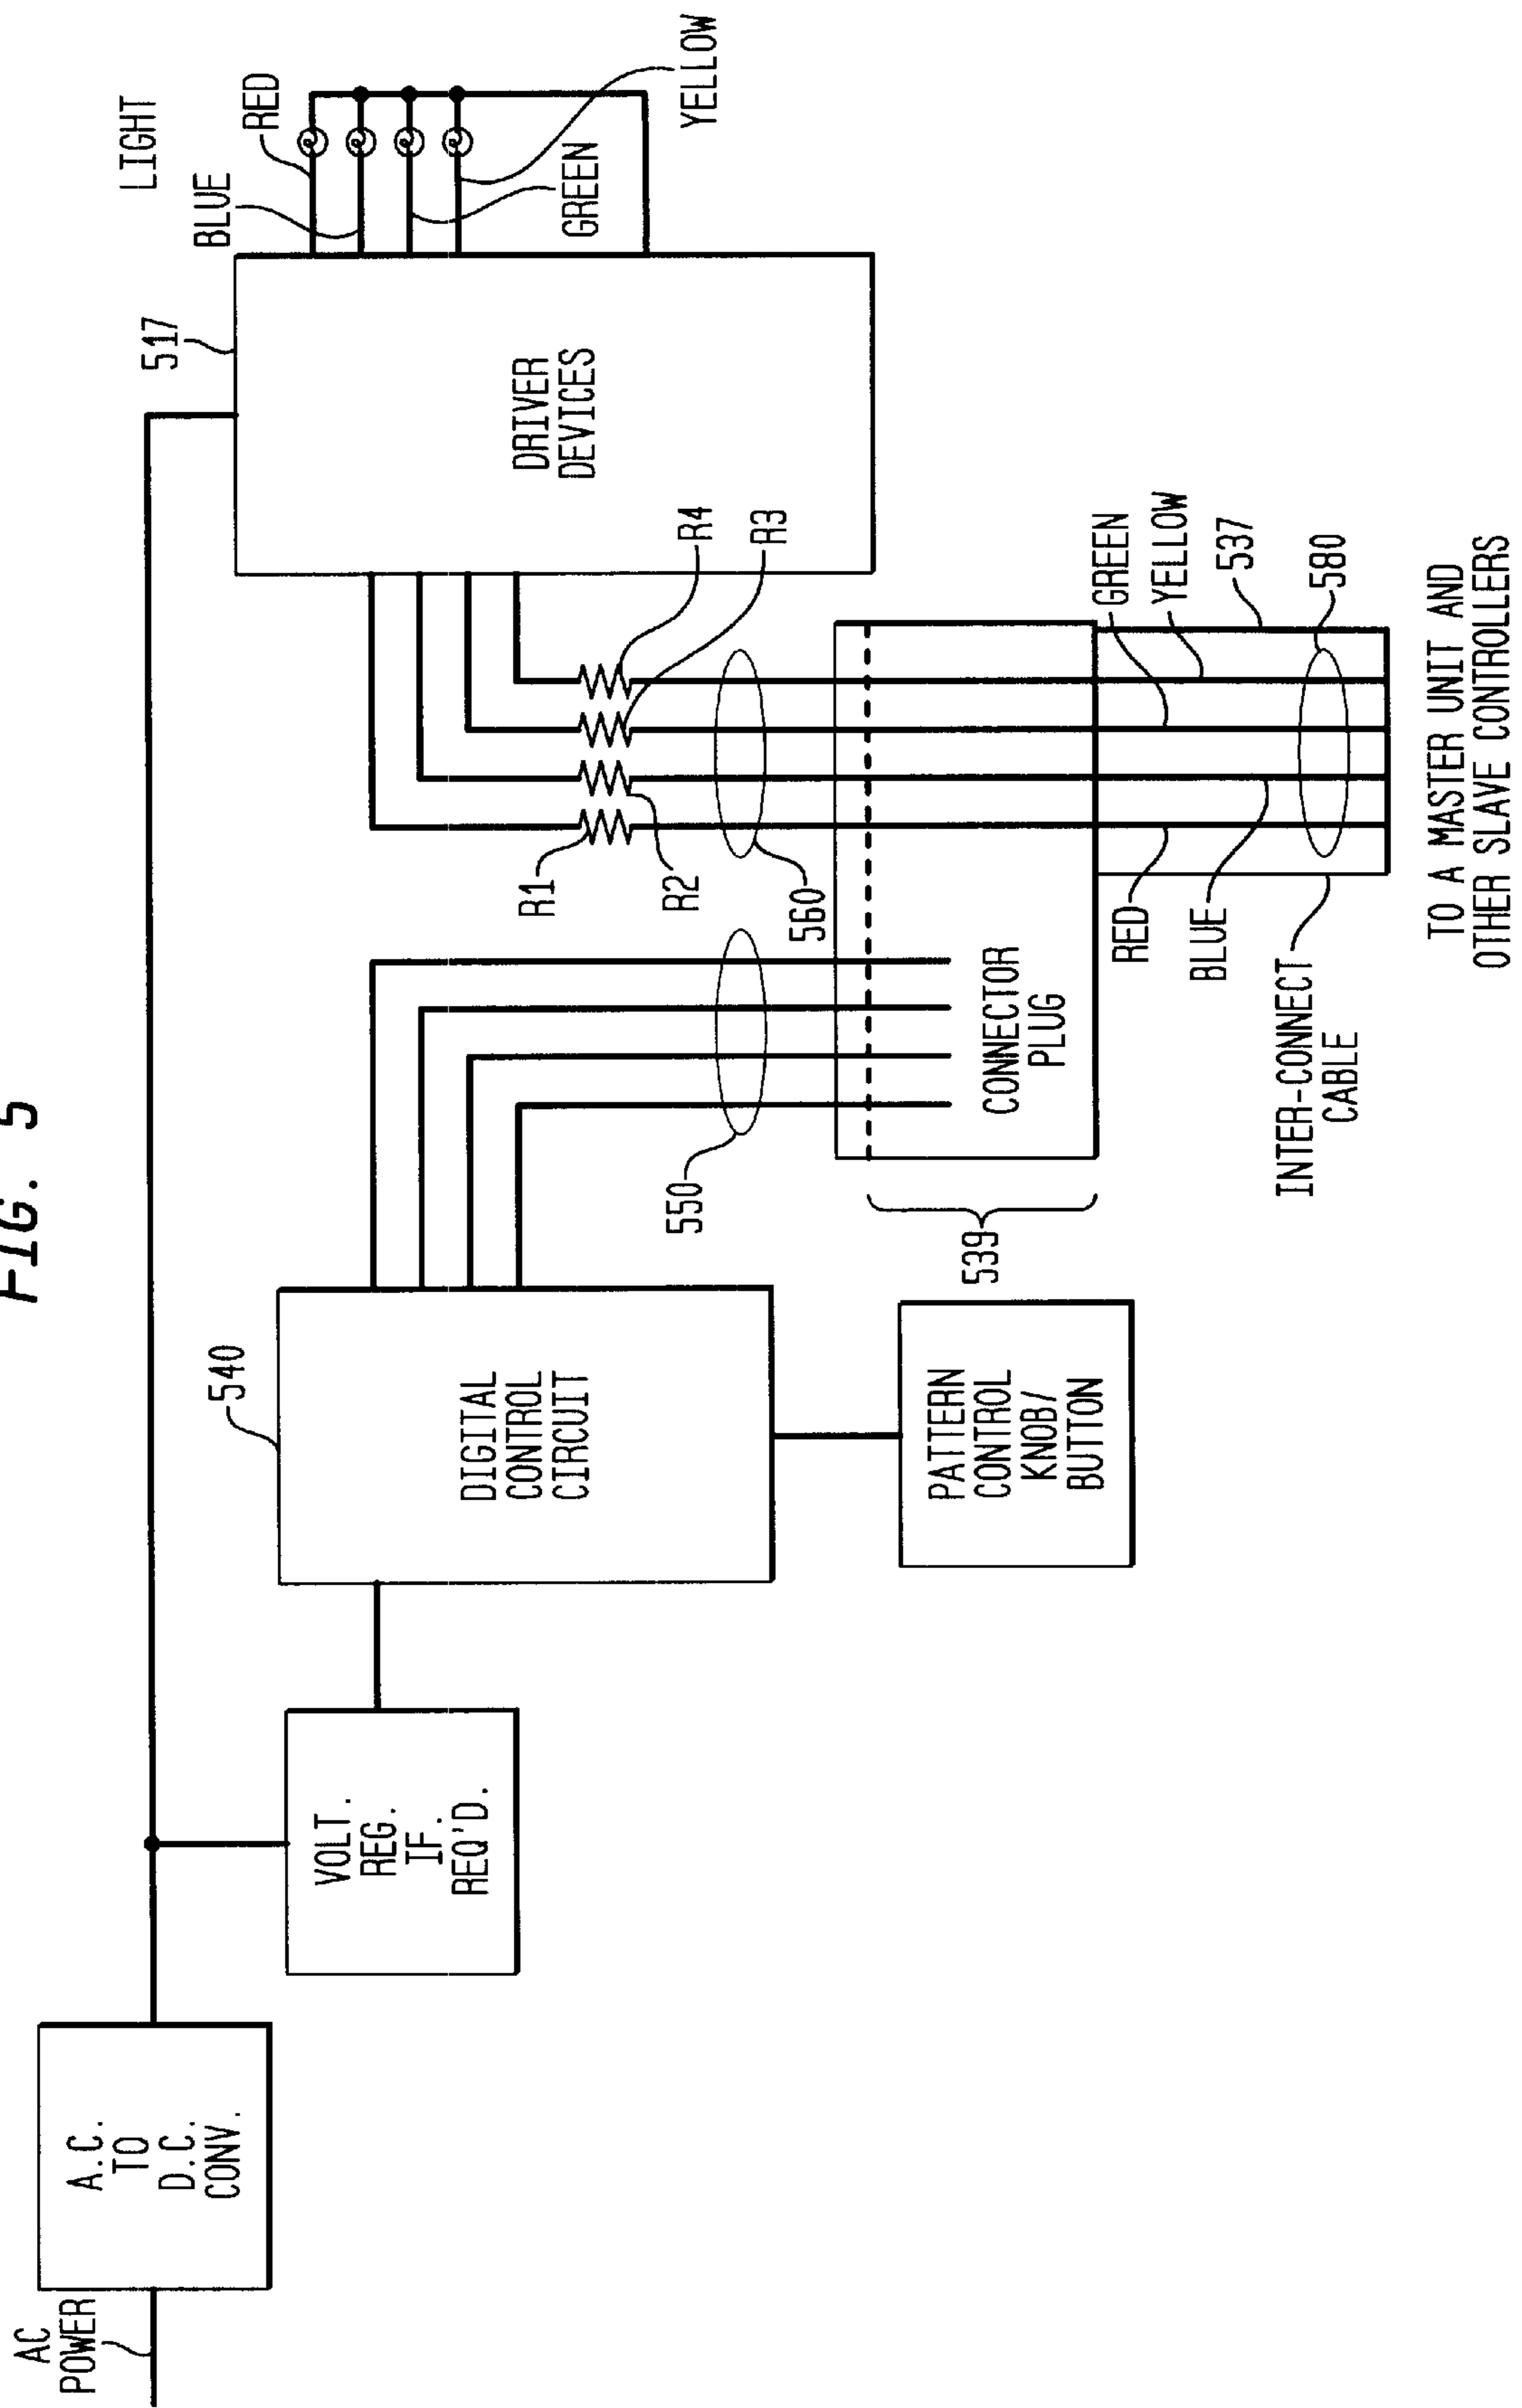 FIG. 5
AC
POWER
A.C.
TO
D.C.
CONV.
VOLT.
REG.
IF.
REQ'D.
540
DIGITAL
CONTROL
CIRCUIT
PATTERN
CONTROL
KNOB/
BUTTON
550
560
539
CONNECTOR
PLUG
R1
R2
R4
R3
517
DRIVER
DEVICES
LIGHT
BLUE
RED
GREEN
YELLOW
RED
BLUE
GREEN
YELLOW
537
580
INTER-CONNECT
CABLE
TO A MASTER UNIT AND
OTHER SLAVE CONTROLLERS